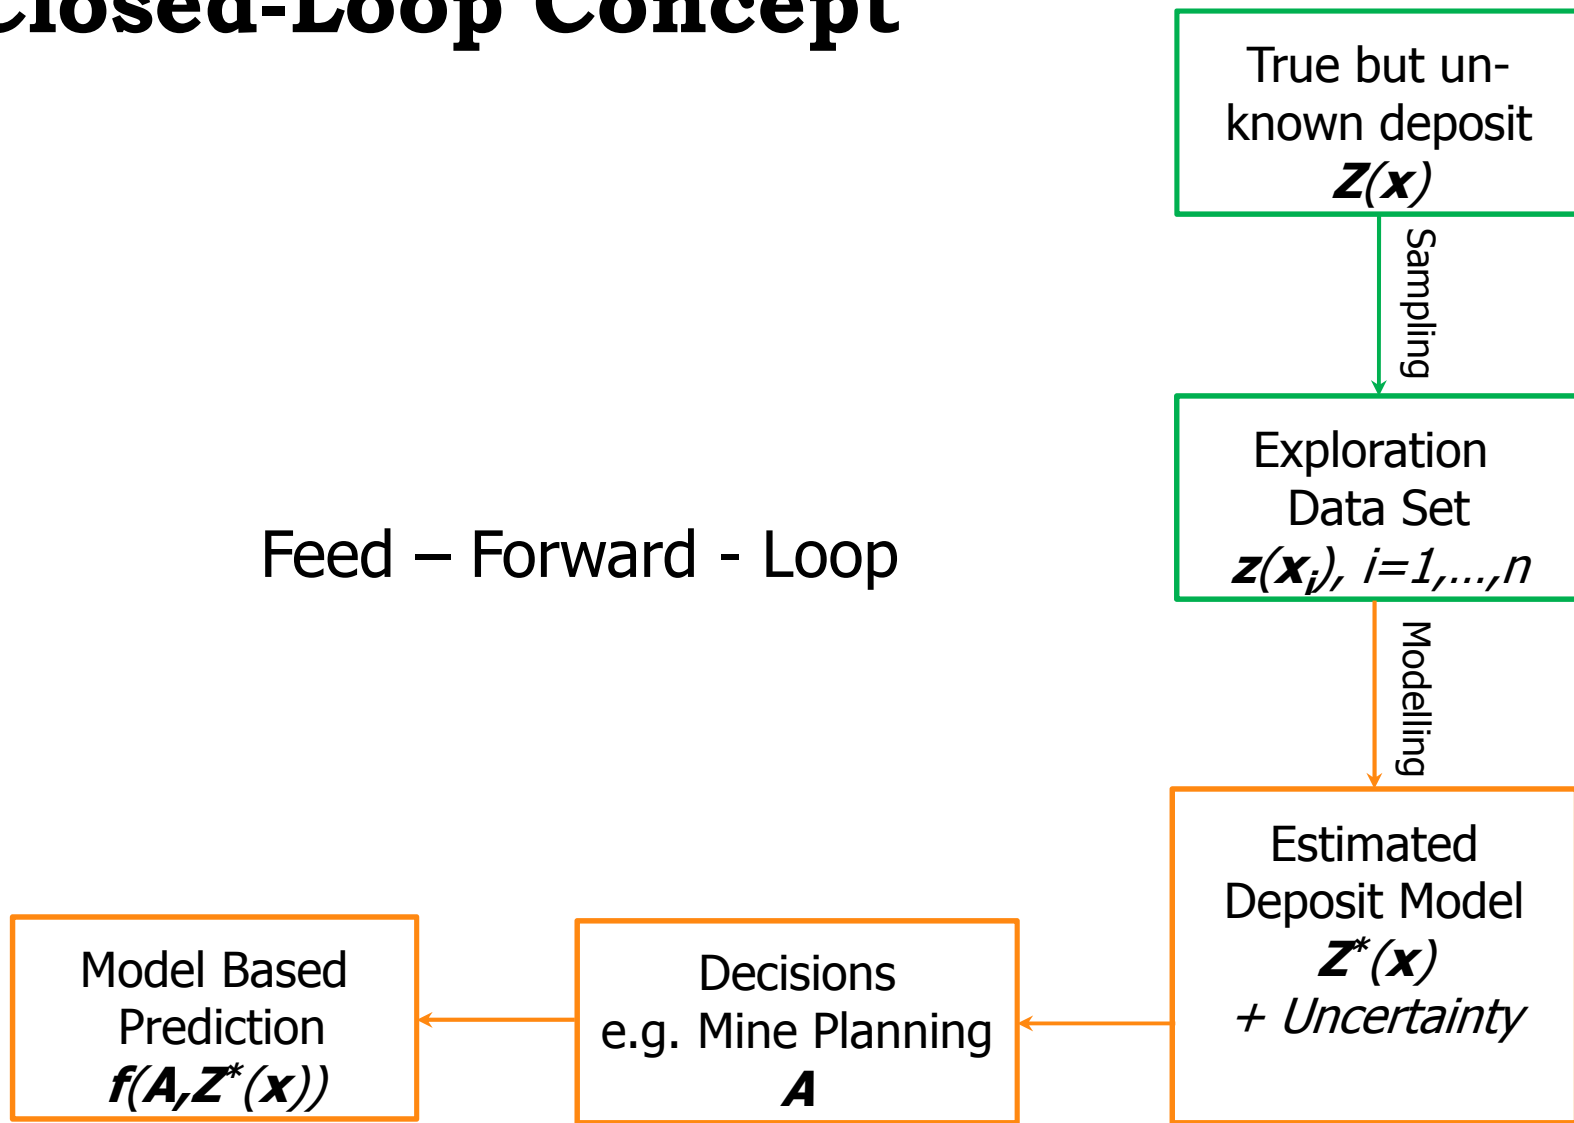 Closed-Loop Concept
True but un-
known deposit
Z(x)
Sampling
Exploration
Data Set
z(xi), i=1,...,n
Feed – Forward - Loop
Modelling
Estimated
Deposit Model
Z*(x)
+ Uncertainty
Decisions
e.g. Mine Planning
A
Model Based
Prediction
f(A,Z*(x))